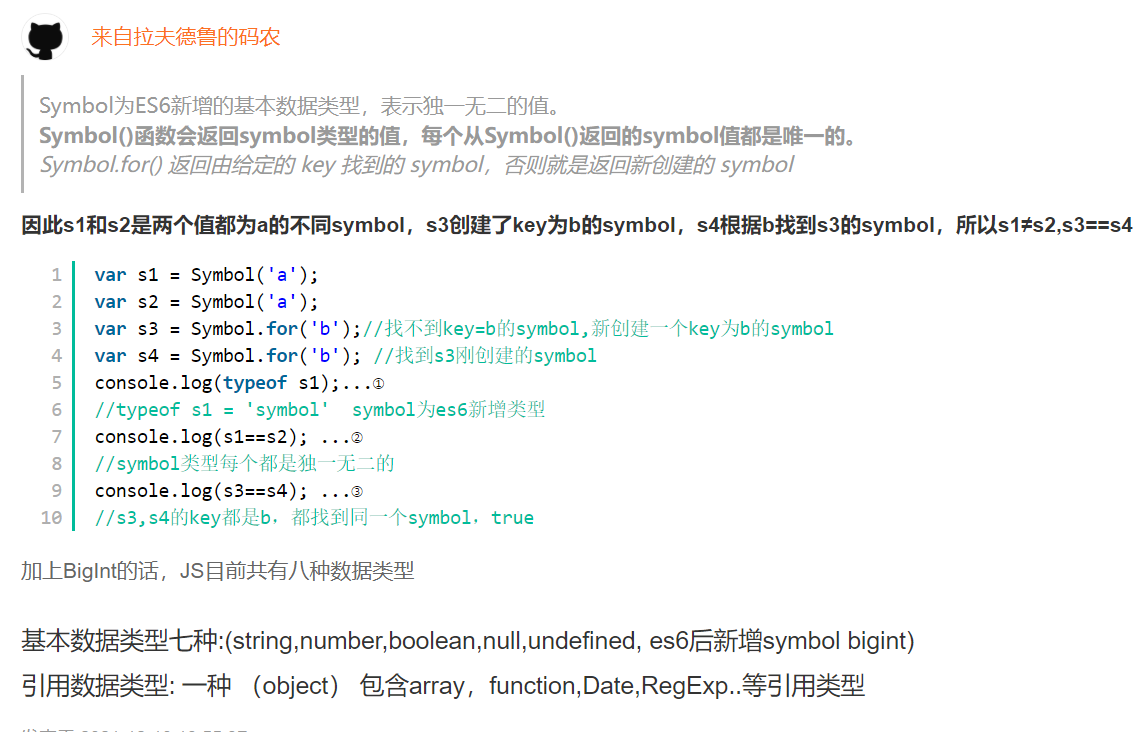 来自拉夫德鲁的码农
Symbol为ES6新增的基本数据类型，表示独一无二的值。
Symbol()函数会返回symbol类型的值，每个从Symbol()返回的symbol值都是唯一的。
Symbol.for() 返回由给定的 key 找到的 symbol，否则就是返回新创建的 symbol
因此s1和s2是两个值都为a的不同symbol，s3创建了key为b的symbol，s4根据b找到s3的symbol，所以s1≠s2,s3==s4
1 var s1 = Symbol('a');
2 var s2 = Symbol('a');
3 var s3 = Symbol.for('b');//找不到key=b的symbol,新创建一个key为b的symbol
4 var s4 = Symbol.for('b'); //找到s3刚创建的symbol
5 console.log(typeof s1);...①
6 //typeof s1 = 'symbol'  symbol为es6新增类型
7 console.log(s1==s2); ...②
8 //symbol类型每个都是独一无二的
9 console.log(s3==s4); ...③
10 //s3,s4的key都是b，都找到同一个symbol，true
加上BigInt的话，JS目前共有八种数据类型
基本数据类型七种:(string,number,boolean,null,undefined, es6后新增symbol bigint)
引用数据类型: 一种 （object） 包含array，function,Date,RegExp..等引用类型